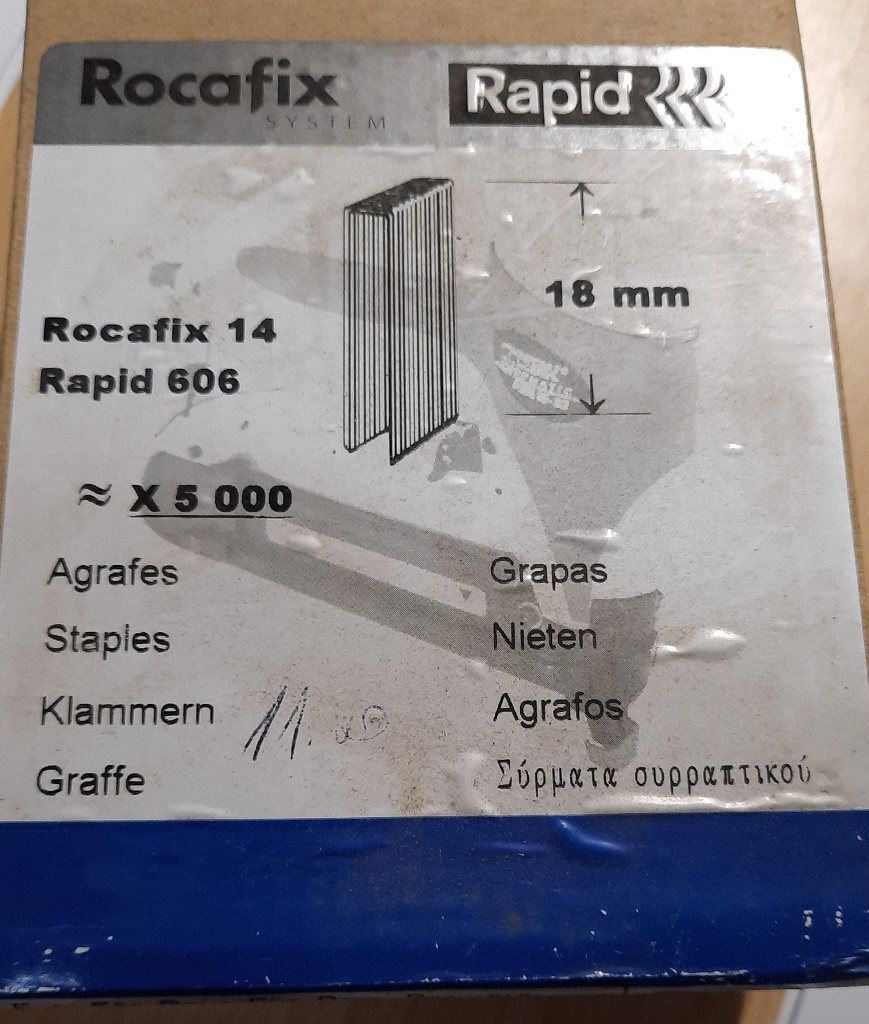 Rocafix
SYSTEM
Rapid
18 mm
Rocafix 14
Rapid 606
≈ X 5 000
Agrafes
Staples
Klammern
Graffe
11.
Grapas
Nieten
Agrafos
Σύρματα συρραπτικού